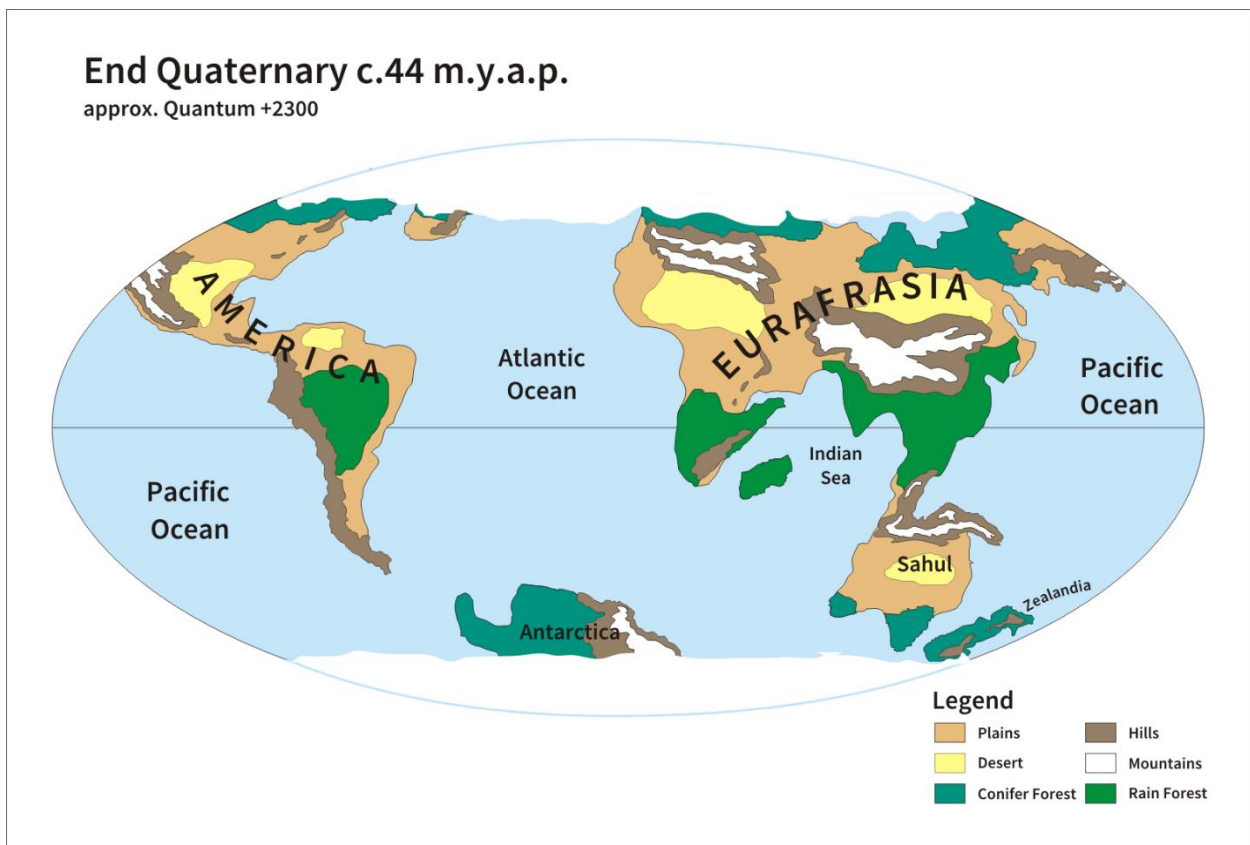 End Quaternary c.44 m.y.a.p.
approx. Quantum +2300
AMERICA
EURAFRASIA
Atlantic
Ocean
Pacific
Ocean
Indian
Sea
Pacific
Ocean
Sahul
Zealandia
Antarctica
Legend
Plains
Hills
Desert
Mountains
Conifer Forest
Rain Forest